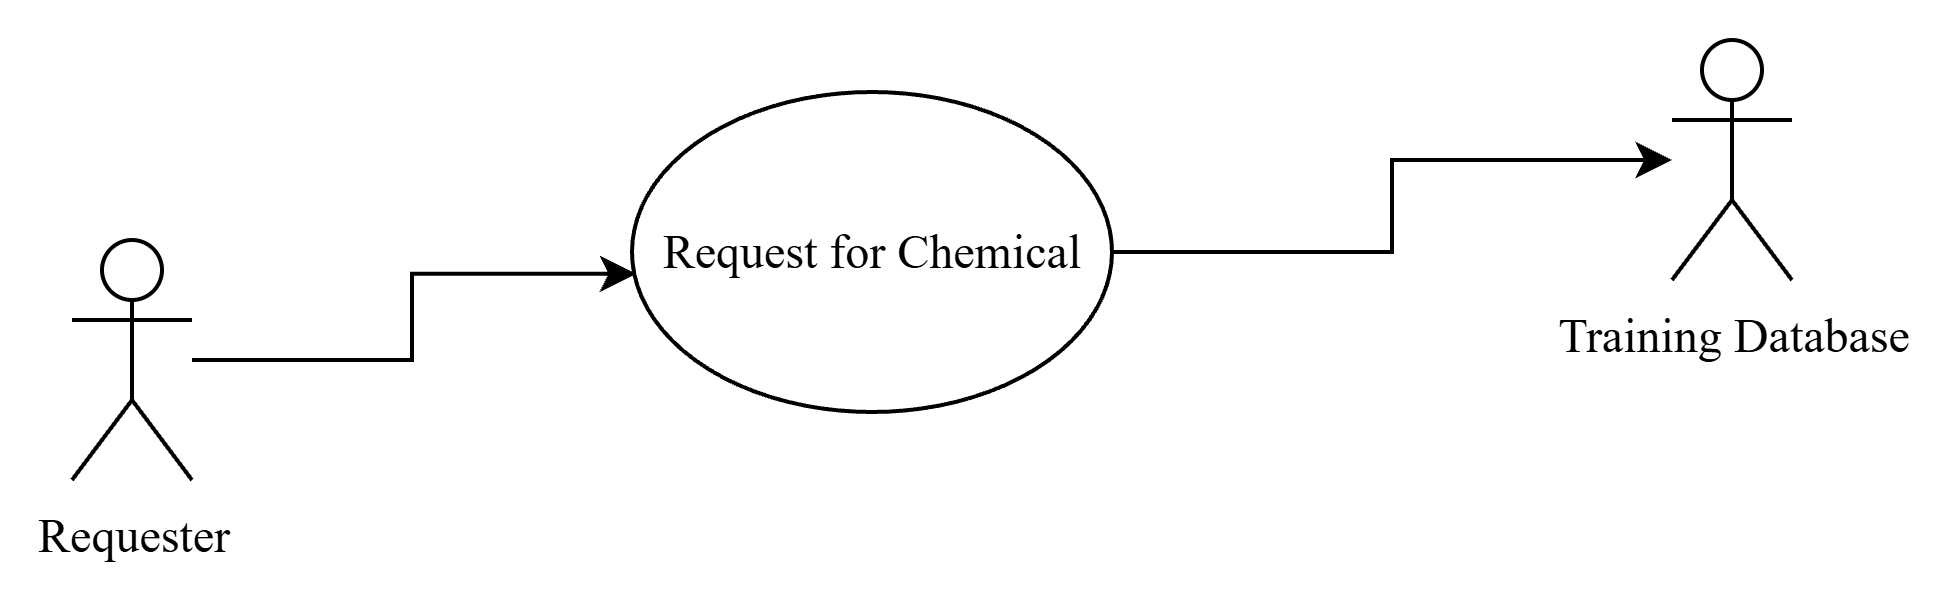 Request for Chemical
Training Database
Requester